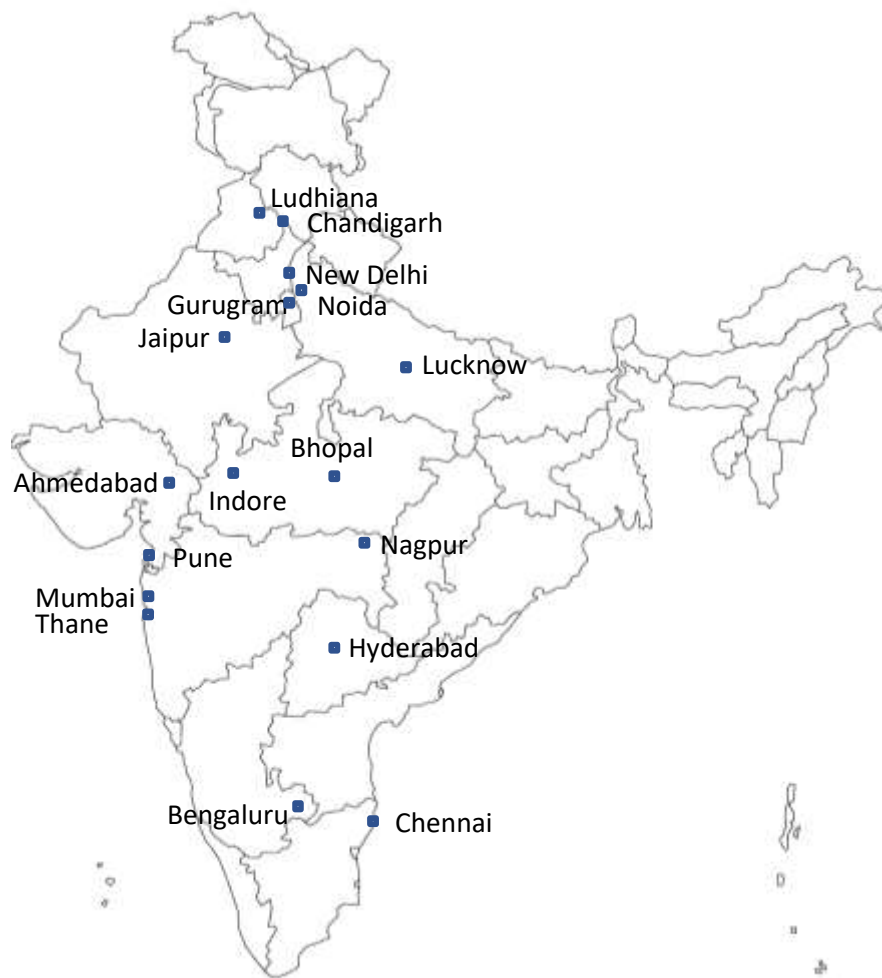 Ludhiana
Chandigarh
New Delhi
Gurugram
Noida
Jaipur
Lucknow
Bhopal
Ahmedabad
Indore
Nagpur
Pune
Mumbai
Thane
Hyderabad
Bengaluru
Chennai